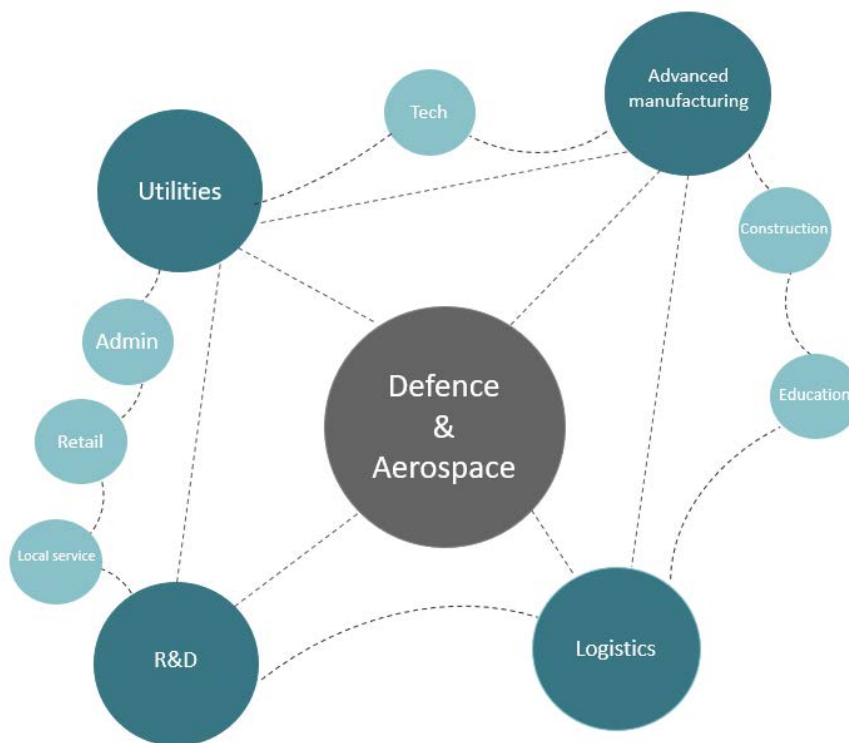 Advanced
manufacturing
Tech
Utilities
Construction
Admin
Defence
&
Aerospace
Education
Retail
Local service
R&D
Logistics